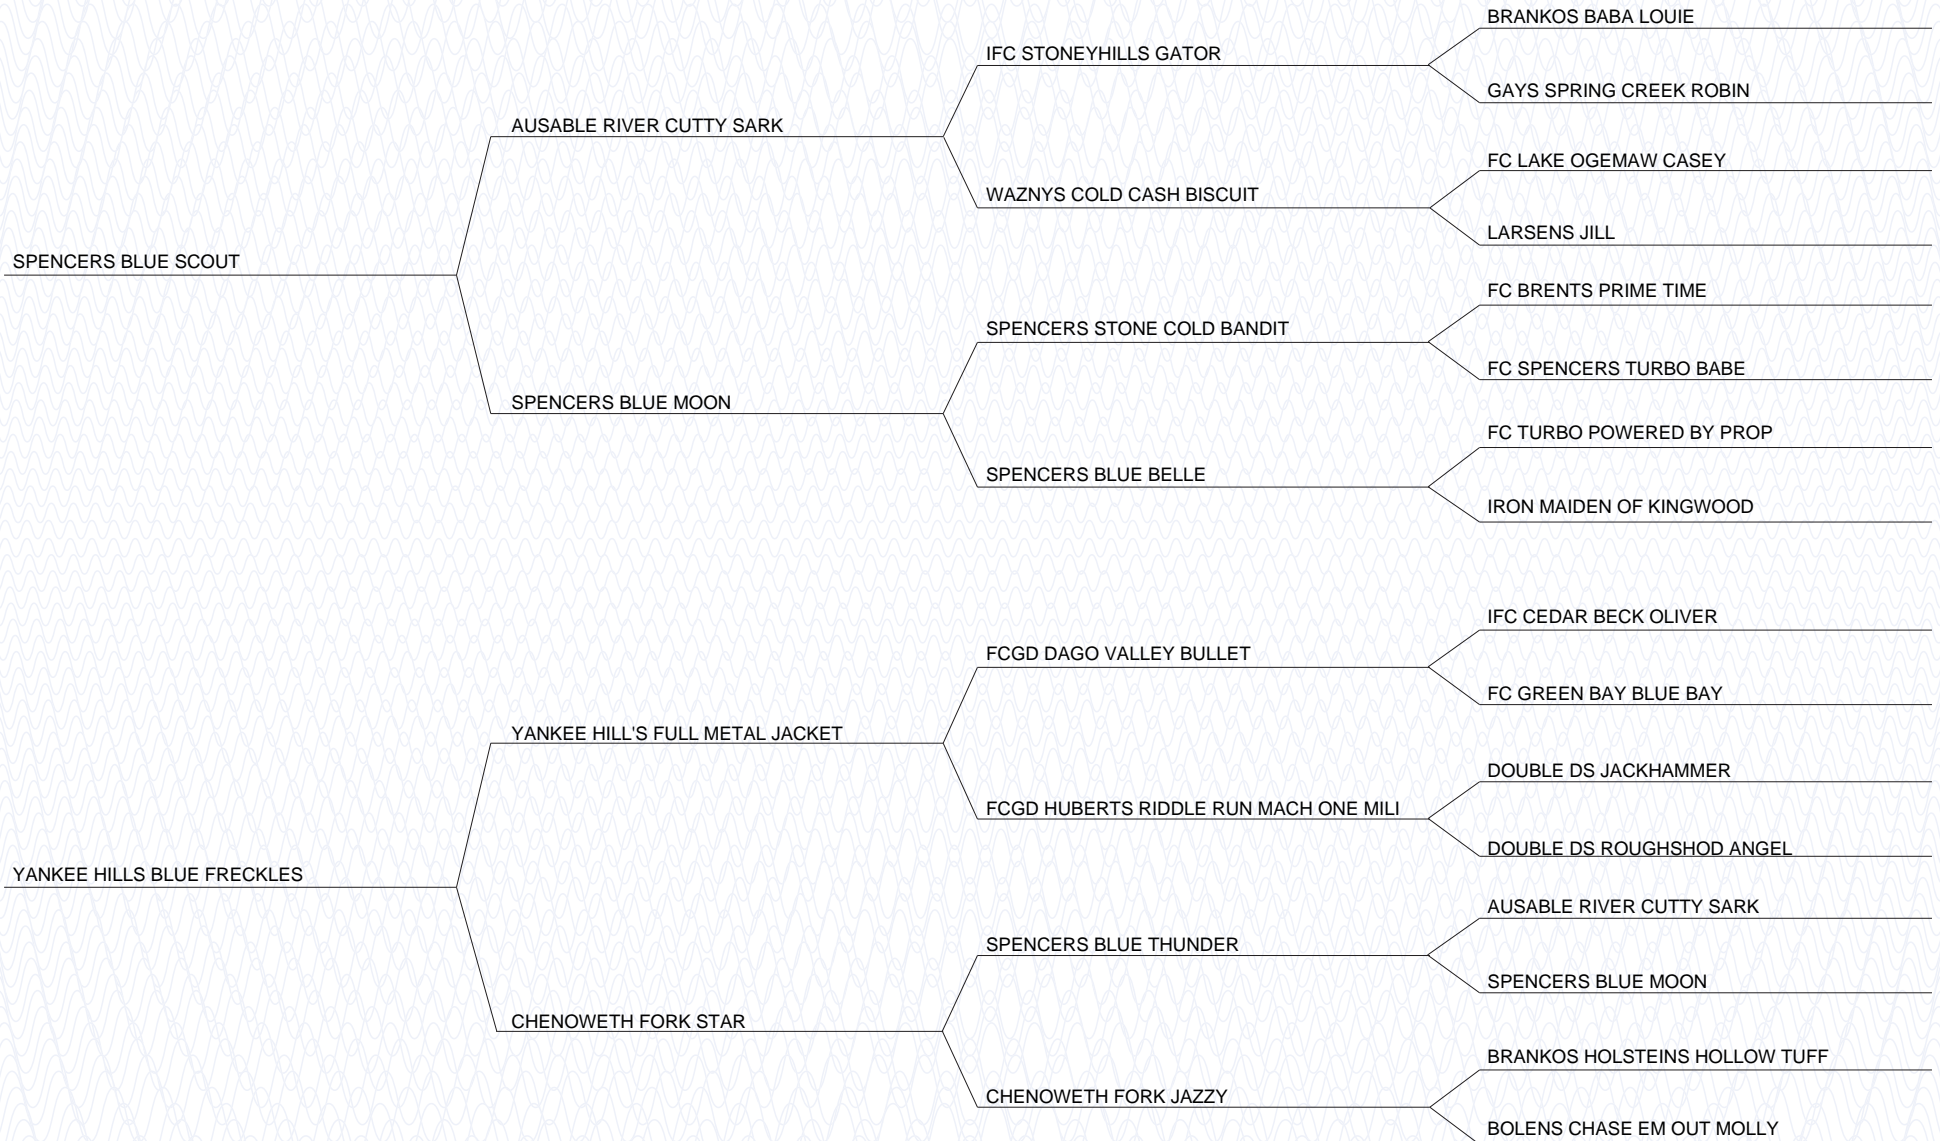 BRANKOS BABA LOUIE
IFC STONEYHILLS GATOR
GAYS SPRING CREEK ROBIN
AUSABLE RIVER CUTTY SARK
FC LAKE OGEMAW CASEY
WAZNYS COLD CASH BISCUIT
LARSENS JILL
SPENCERS BLUE SCOUT
FC BRENTS PRIME TIME
SPENCERS STONE COLD BANDIT
FC SPENCERS TURBO BABE
SPENCERS BLUE MOON
FC TURBO POWERED BY PROP
SPENCERS BLUE BELLE
IRON MAIDEN OF KINGWOOD
IFC CEDAR BECK OLIVER
FCGD DAGO VALLEY BULLET
FC GREEN BAY BLUE BAY
YANKEE HILL'S FULL METAL JACKET
DOUBLE DS JACKHAMMER
FCGD HUBERTS RIDDLE RUN MACH ONE MILI
DOUBLE DS ROUGHSHOD ANGEL
YANKEE HILLS BLUE FRECKLES
AUSABLE RIVER CUTTY SARK
SPENCERS BLUE THUNDER
SPENCERS BLUE MOON
CHENOWETH FORK STAR
BRANKOS HOLSTEINS HOLLOW TUFF
CHENOWETH FORK JAZZY
BOLENS CHASE EM OUT MOLLY